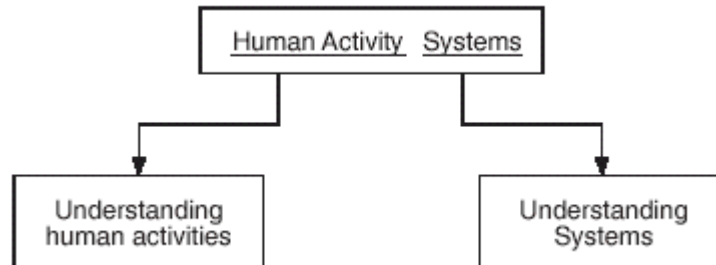 Human Activity Systems
Understanding
human activities
Understanding
Systems